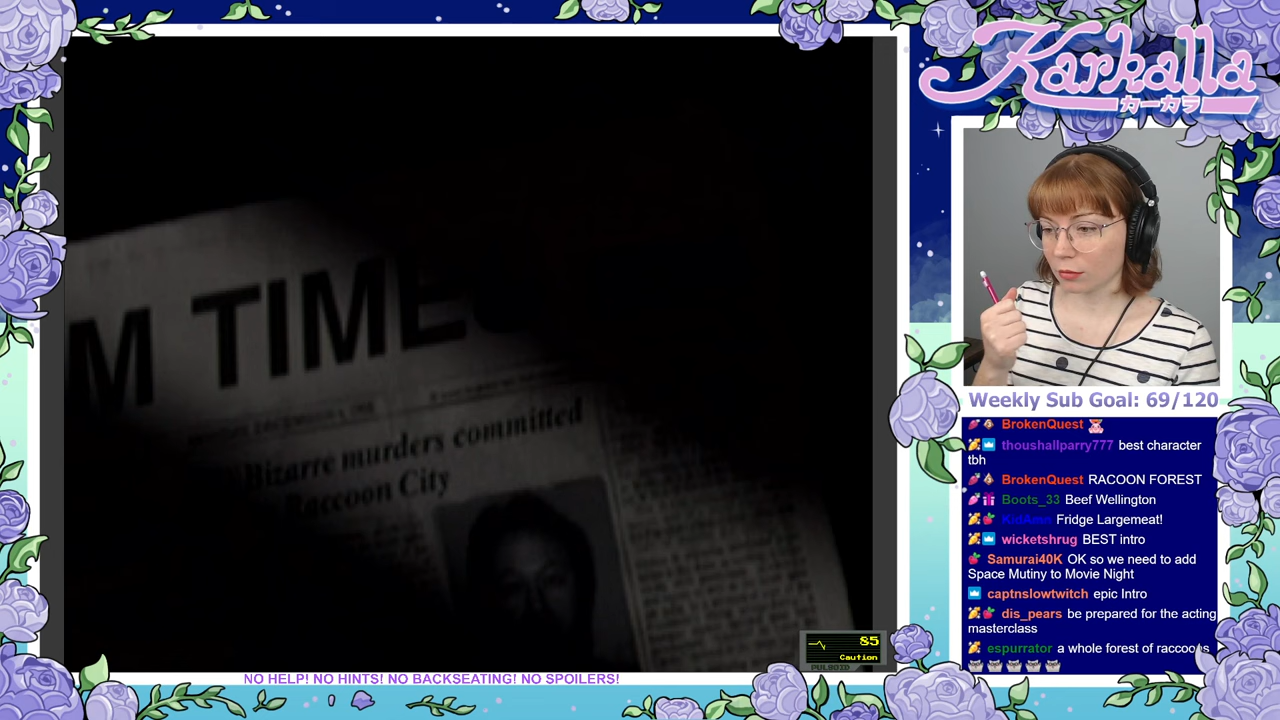 Karkalla
カーカラ
M TIMES
Bizarre murders committed
Raccoon City
85
Caution
PULSOID
NO HELP! NO HINTS! NO BACKSEATING! NO SPOILERS!
Weekly Sub Goal: 69/120
BrokenQuest
thoushallparry777 best character
tbh
BrokenQuest RACOON FOREST
Boots_33 Beef Wellington
Fridge Largemeat!
wicketshrug BEST intro
Samurai40K OK so we need to add
Space Mutiny to Movie Night
captnslowtwitch epic Intro
dis_pears be prepared for the acting
masterclass
espurrator a whole forest of raccoons